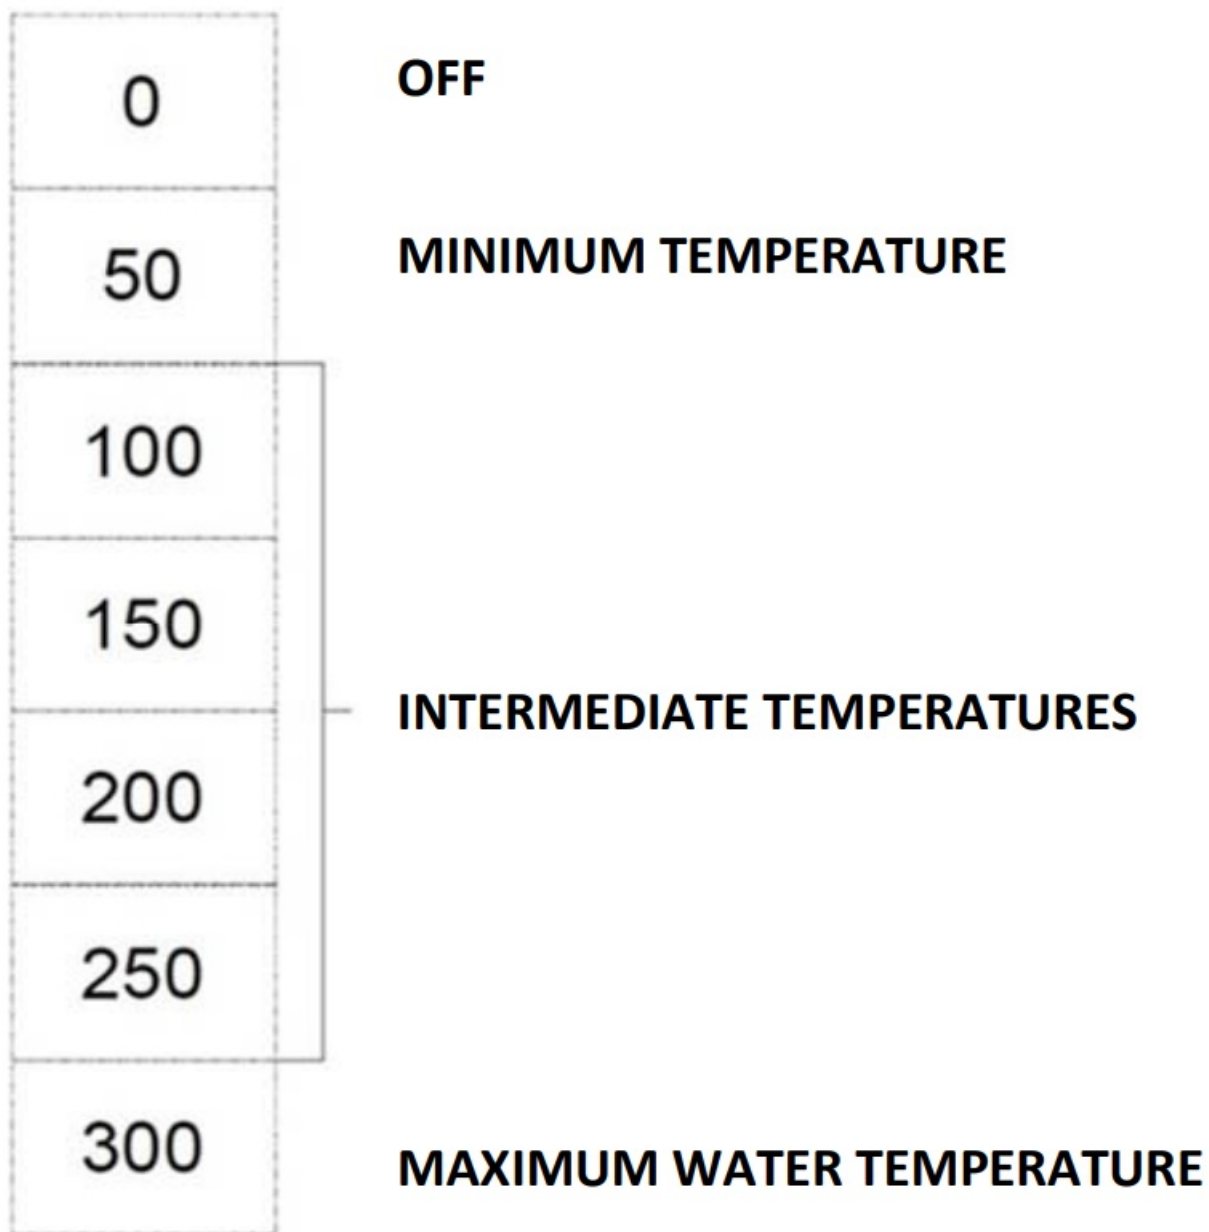 0 OFF
50 MINIMUM TEMPERATURE
100
150
INTERMEDIATE TEMPERATURES
200
250
300 MAXIMUM WATER TEMPERATURE